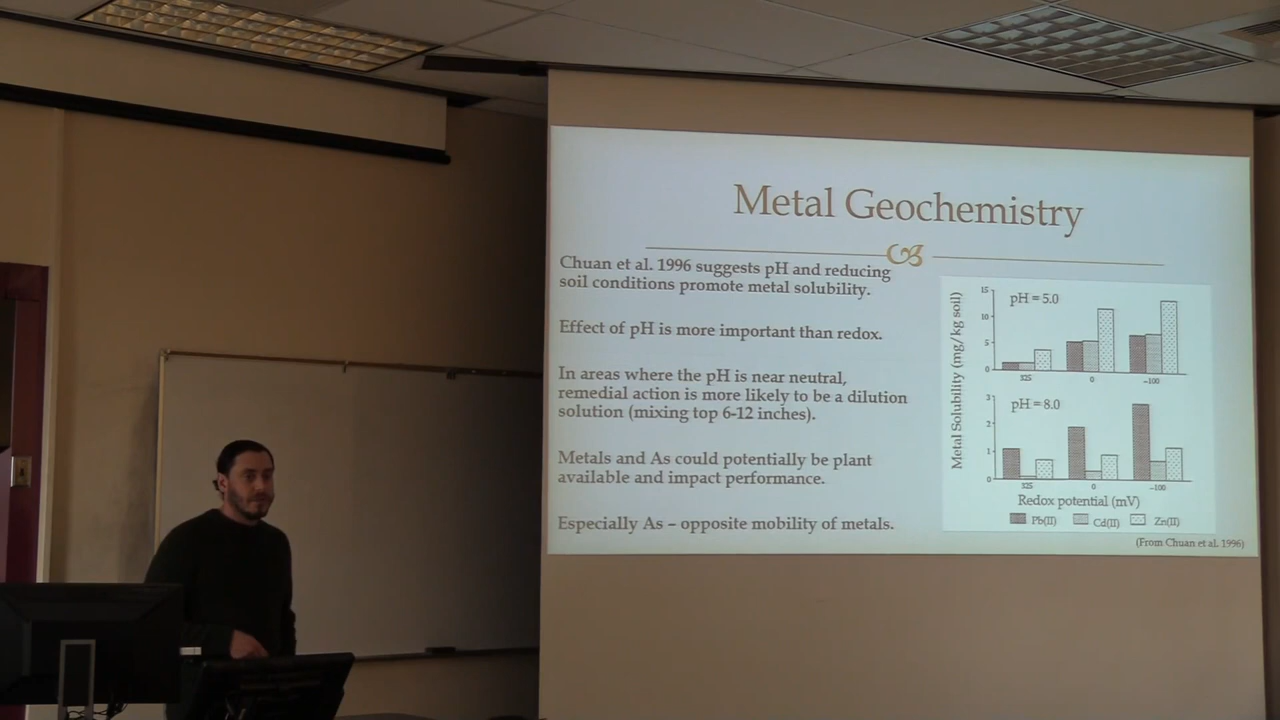 Metal Geochemistry
Chuan et al. 1996 suggests pH and reducing
soil conditions promote metal solubility.
Effect of pH is more important than redox.
In areas where the pH is near neutral,
remedial action is more likely to be a dilution
solution (mixing top 6-12 inches).
Metals and As could potentially be plant
available and impact performance.
Especially As – opposite mobility of metals.
Metal Solubility (mg/kg soil)
pH = 5.0
15
10
5
0
325 0 -100
pH = 8.0
3
2
1
0
325 0 -100
Redox potential (mV)
Pb(II) Cd(II) Zn(II)
(From Chuan et al. 1996)